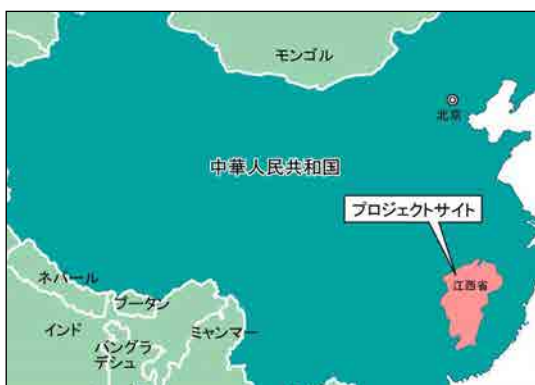 モンゴル
北京
中華人民共和国
プロジェクトサイト
江西省
ネパール
ブータン
インド
バングラ
デシュ
ミャンマー